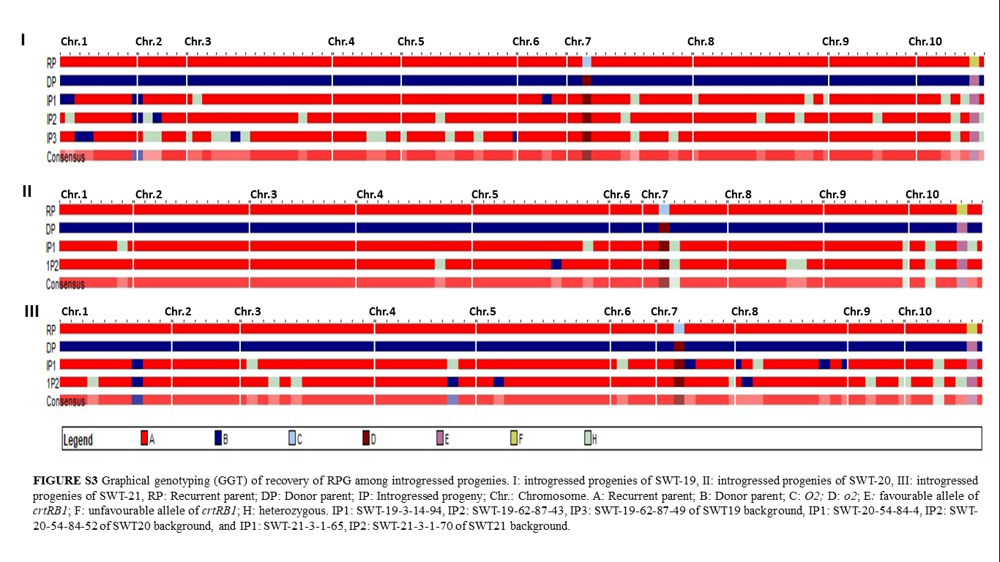 I
Chr.1 Chr.2 Chr.3 Chr.4 Chr.5 Chr.6 Chr.7 Chr.8 Chr.9 Chr.10
RP
DP
IP1
IP2
IP3
Consensus
II
Chr.1 Chr.2 Chr.3 Chr.4 Chr.5 Chr.6 Chr.7 Chr.8 Chr.9 Chr.10
RP
DP
IP1
1P2
Consensus
III
Chr.1 Chr.2 Chr.3 Chr.4 Chr.5 Chr.6 Chr.7 Chr.8 Chr.9 Chr.10
RP
DP
IP1
1P2
Consensus
Legend A B C D E F H
FIGURE S3 Graphical genotyping (GGT) of recovery of RPG among introgressed progenies. I: introgressed progenies of SWT-19, II: introgressed progenies of SWT-20, III: introgressed
progenies of SWT-21, RP: Recurrent parent; DP: Donor parent; IP: Introgressed progeny; Chr.: Chromosome. A: Recurrent parent; B: Donor parent; C: O2; D: o2; E: favourable allele of
crtRB1; F: unfavourable allele of crtRB1; H: heterozygous. IP1: SWT-19-3-14-94, IP2: SWT-19-62-87-43, IP3: SWT-19-62-87-49 of SWT19 background, IP1: SWT-20-54-84-4, IP2: SWT-
20-54-84-52 of SWT20 background, and IP1: SWT-21-3-1-65, IP2: SWT-21-3-1-70 of SWT21 background.